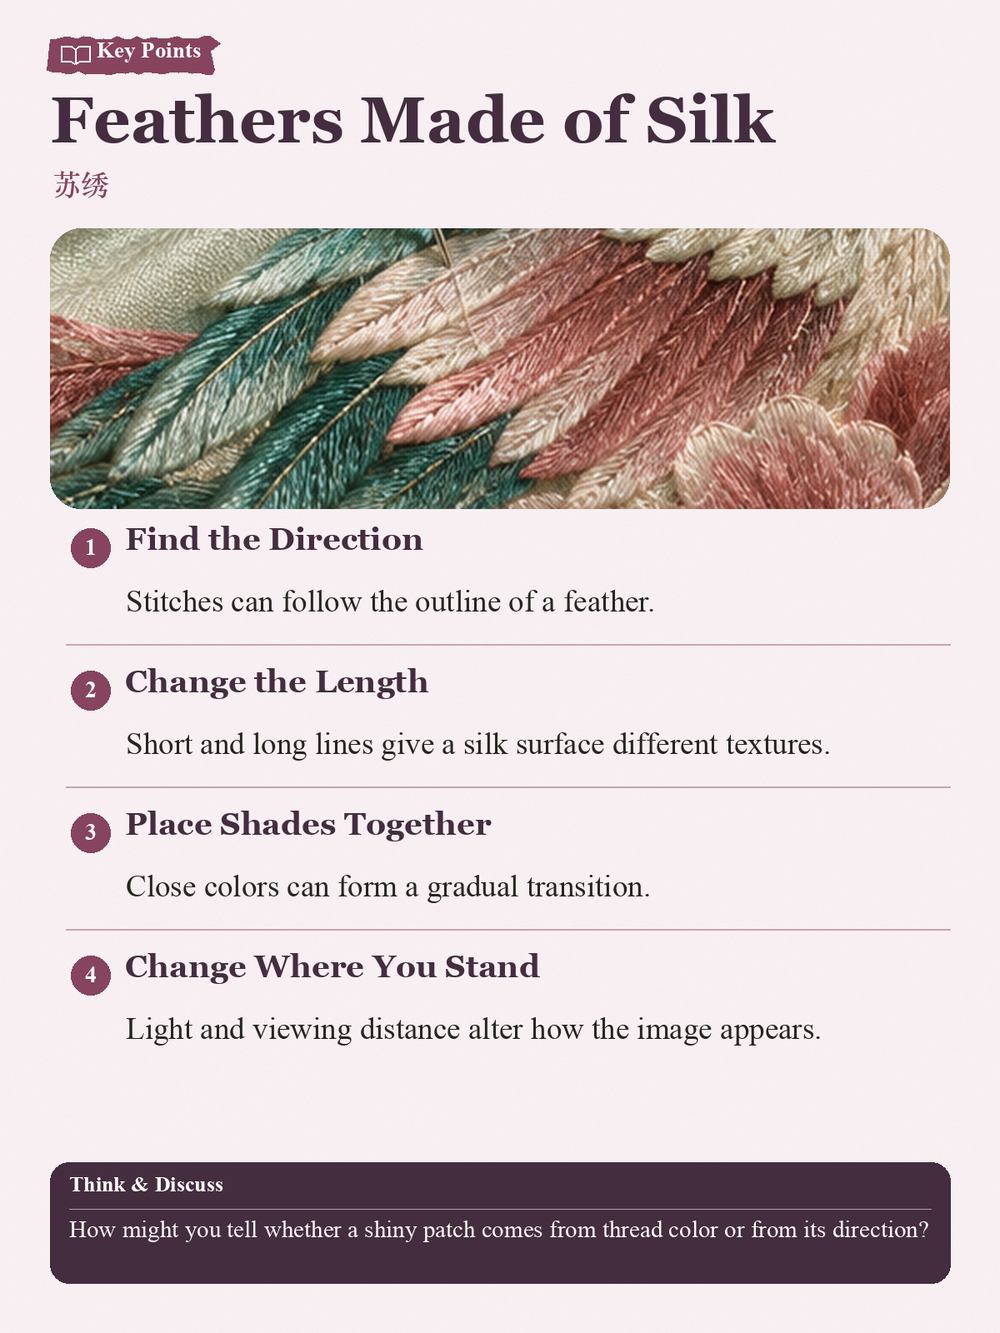 Key Points
Feathers Made of Silk
苏绣
1 Find the Direction
Stitches can follow the outline of a feather.
2 Change the Length
Short and long lines give a silk surface different textures.
3 Place Shades Together
Close colors can form a gradual transition.
4 Change Where You Stand
Light and viewing distance alter how the image appears.
Think & Discuss
How might you tell whether a shiny patch comes from thread color or from its direction?